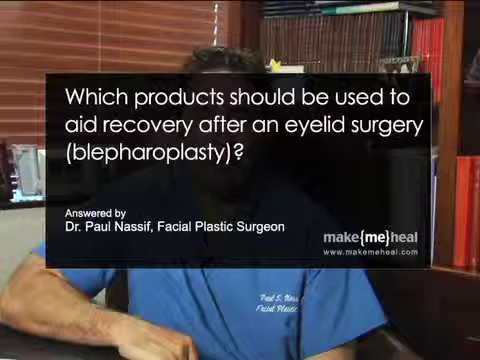 Which products should be used to
aid recovery after an eyelid surgery
(blepharoplasty)?
Answered by
Dr. Paul Nassif, Facial Plastic Surgeon
make{me}heal
www.makemeheal.com
Paul S. Nass
Facial Plastic